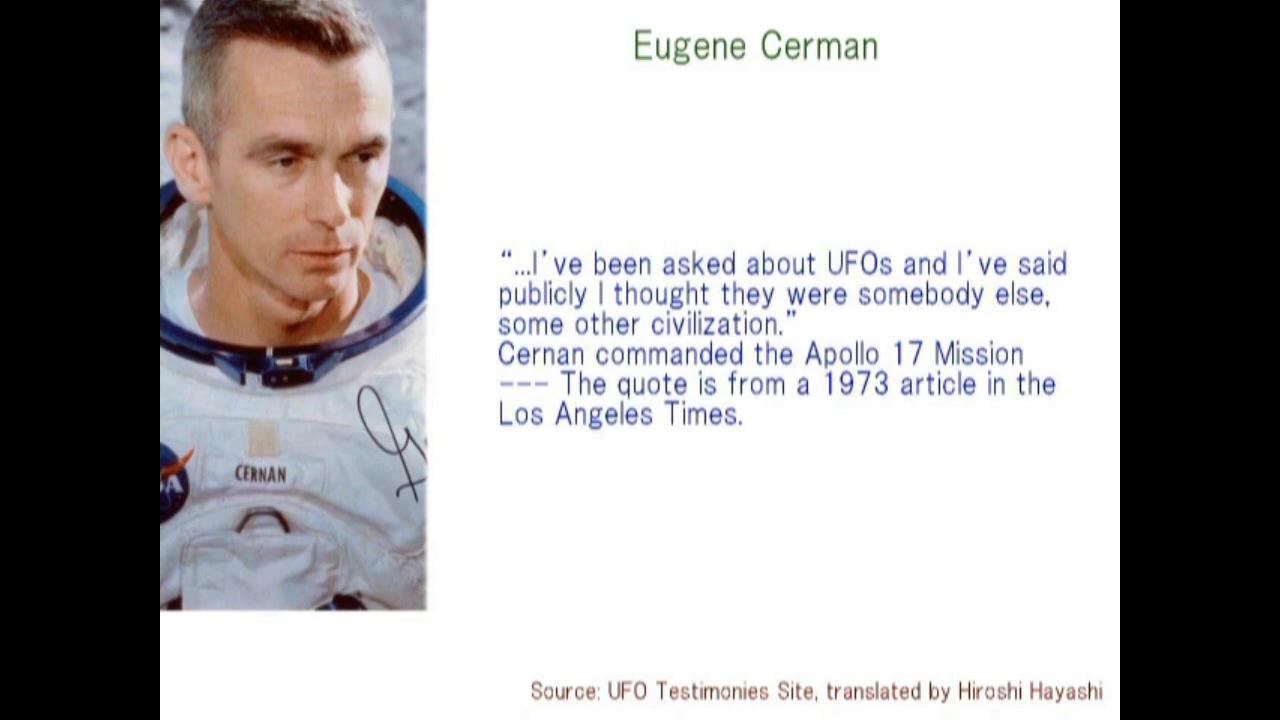 Eugene Cerman
“...I've been asked about UFOs and I've said
publicly I thought they were somebody else,
some other civilization.”
Cernan commanded the Apollo 17 Mission
--- The quote is from a 1973 article in the
Los Angeles Times.
CERNAN
Source: UFO Testimonies Site, translated by Hiroshi Hayashi